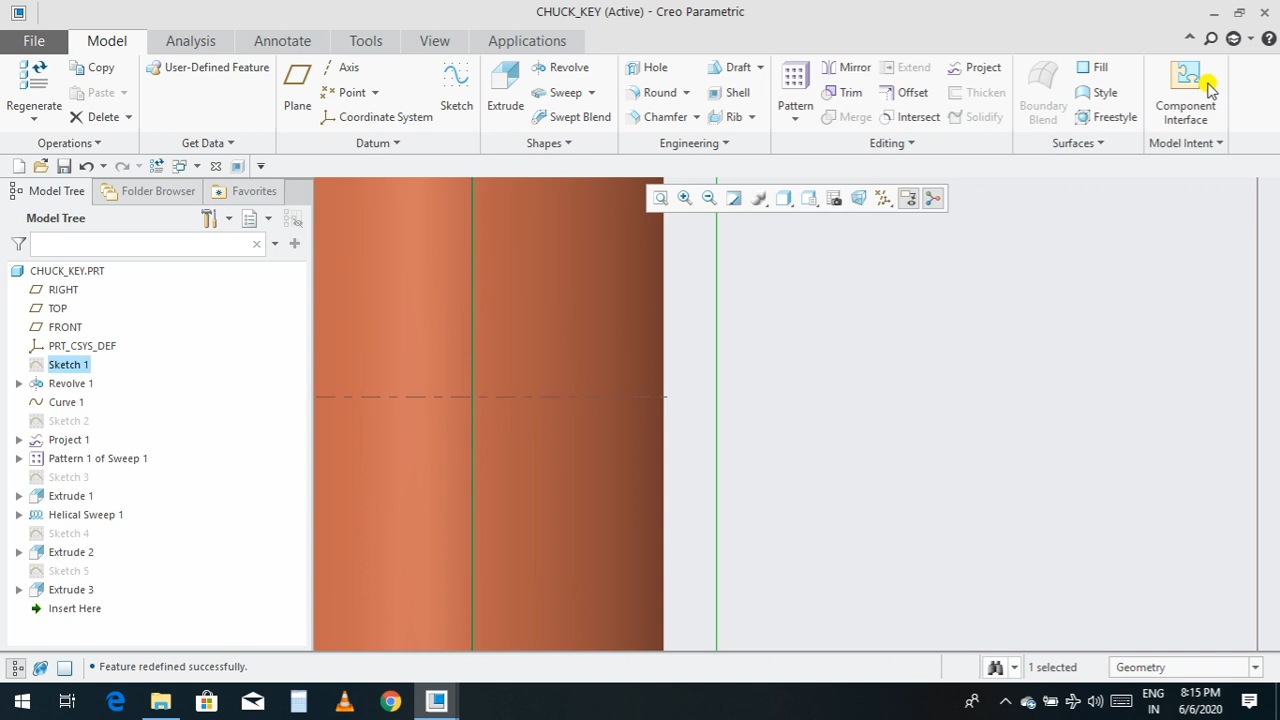 CHUCK_KEY (Active) - Creo Parametric
File Model Analysis Annotate Tools View Applications
Regenerate
Copy
Paste
Delete
Operations
User-Defined Feature
Get Data
Plane
Axis
Point
Coordinate System
Sketch
Datum
Extrude
Revolve
Sweep
Swept Blend
Shapes
Hole
Round
Chamfer
Draft
Shell
Rib
Engineering
Pattern
Mirror
Trim
Merge
Extend
Offset
Intersect
Project
Thicken
Solidify
Editing
Boundary
Blend
Fill
Style
Freestyle
Surfaces
Component
Interface
Model Intent
Model Tree Folder Browser Favorites
Model Tree
CHUCK_KEY.PRT
RIGHT
TOP
FRONT
PRT_CSYS_DEF
Sketch 1
Revolve 1
Curve 1
Sketch 2
Project 1
Pattern 1 of Sweep 1
Sketch 3
Extrude 1
Helical Sweep 1
Sketch 4
Extrude 2
Sketch 5
Extrude 3
Insert Here
• Feature redefined successfully.
1 selected
Geometry
ENG
IN
8:15 PM
6/6/2020